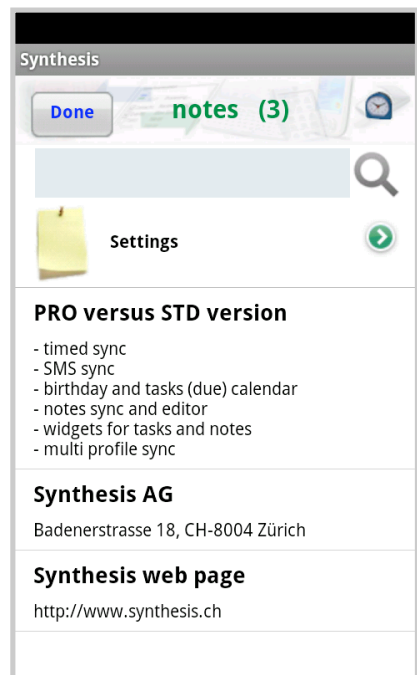 Synthesis
Done
notes (3)
Settings
PRO versus STD version
- timed sync
- SMS sync
- birthday and tasks (due) calendar
- notes sync and editor
- widgets for tasks and notes
- multi profile sync
Synthesis AG
Badenerstrasse 18, CH-8004 Zürich
Synthesis web page
http://www.synthesis.ch